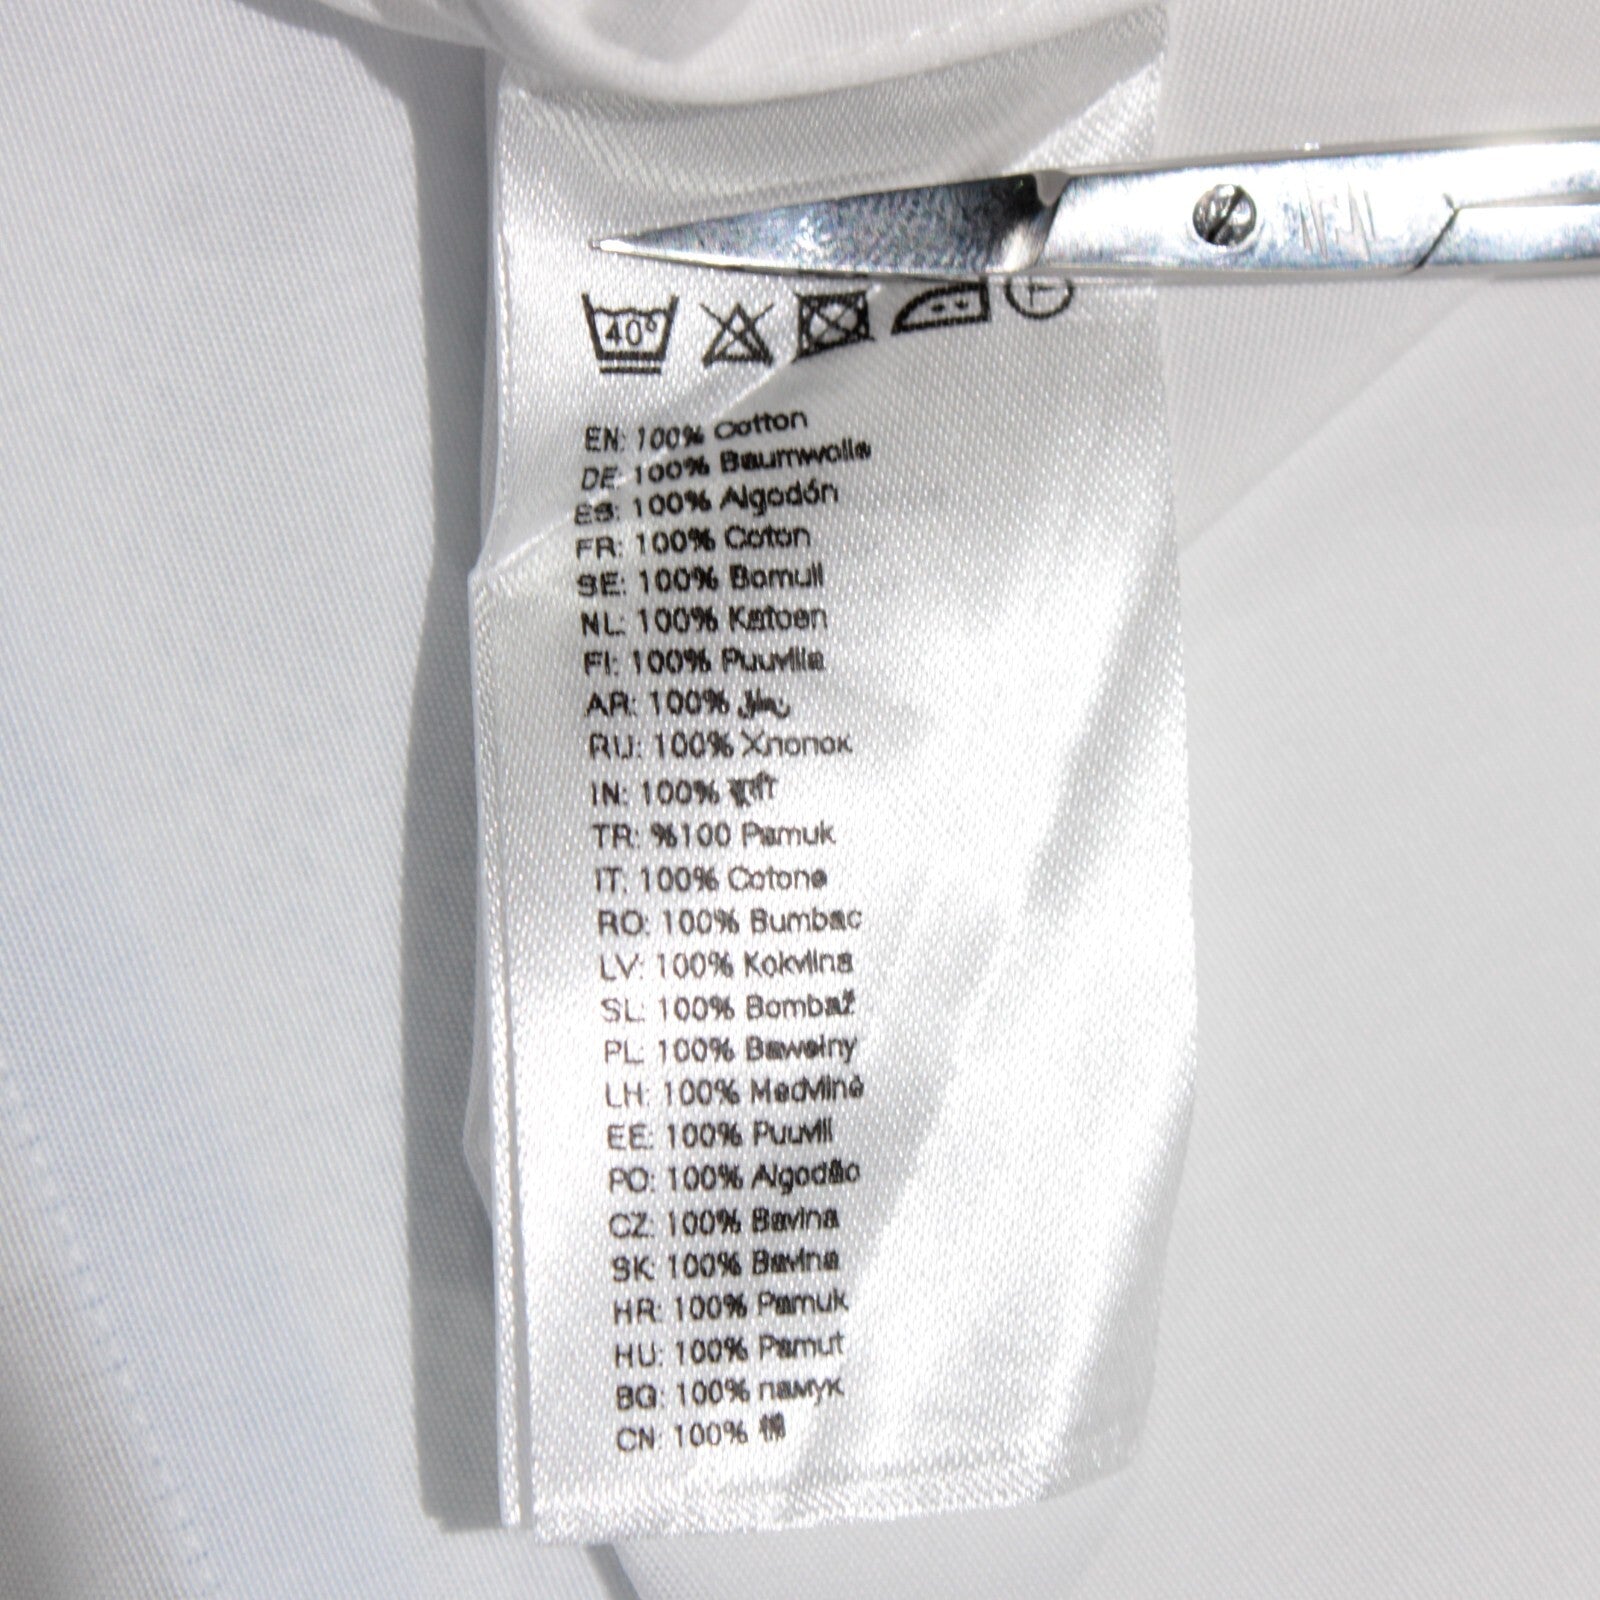 40°
EN: 100% Cotton
DE: 100% Baumwolle
ES: 100% Algodón
FR: 100% Coton
SE: 100% Bomull
NL: 100% Katoen
FI: 100% Puuvilla
AR: 100%
RU: 100% Хлопок
IN: 100% सूती
TR: %100 Pamuk
IT: 100% Cotone
RO: 100% Bumbac
LV: 100% Kokvilna
SL: 100% Bombaž
PL: 100% Bawełny
LH: 100% Medvilnė
EE: 100% Puuvill
PO: 100% Algodão
CZ: 100% Bavlna
SK: 100% Bavlna
HR: 100% Pamuk
HU: 100% Pamut
BG: 100% памук
CN: 100% 棉